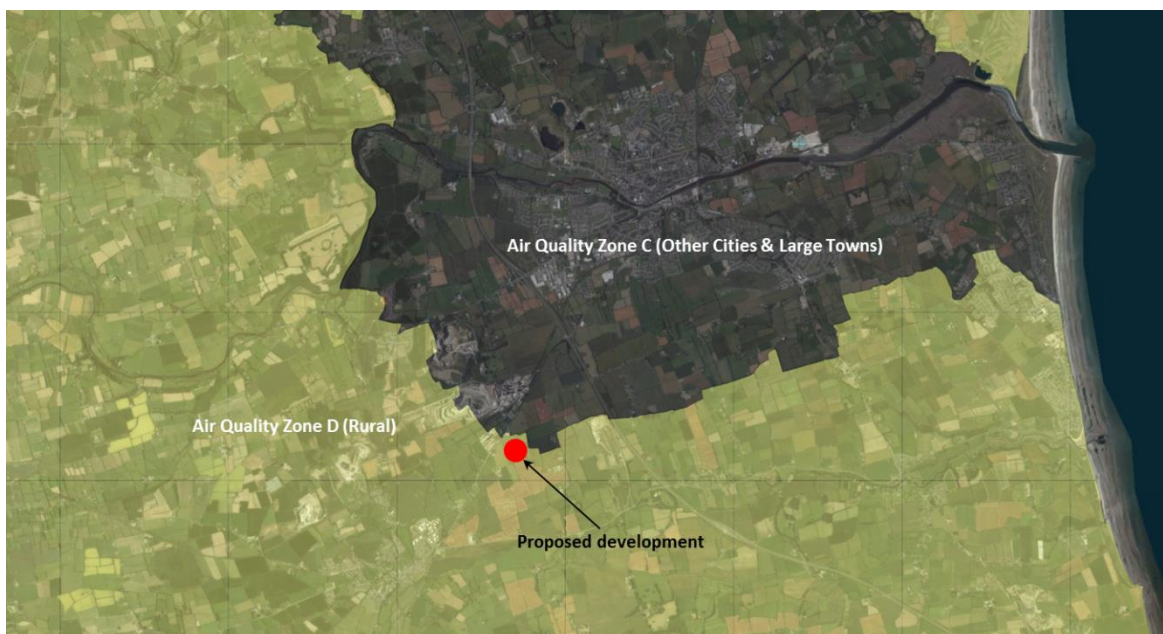 Air Quality Zone C (Other Cities & Large Towns)
Air Quality Zone D (Rural)
Proposed development